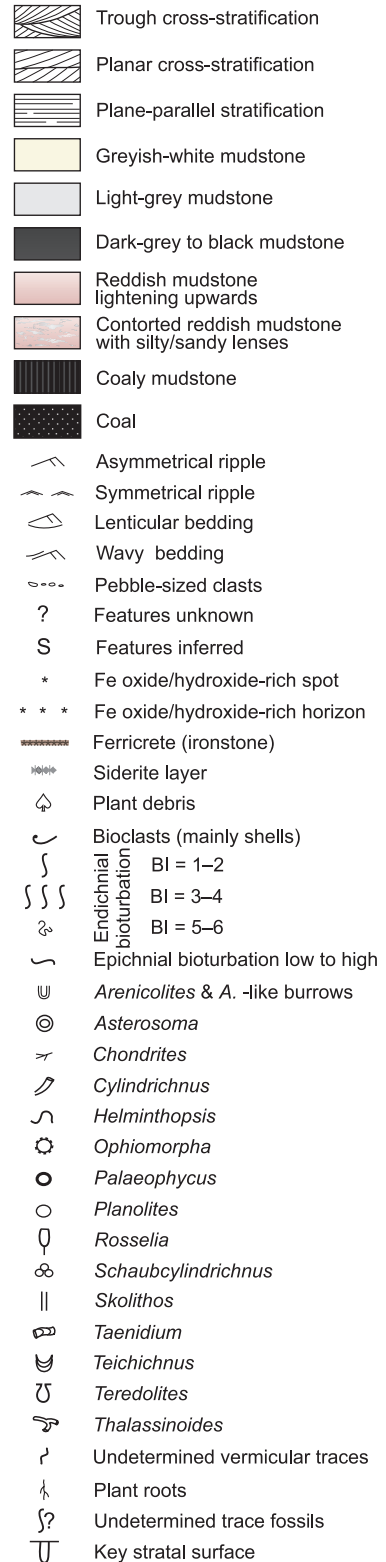 Trough cross–stratification
Planar cross–stratification
Plane-parallel stratification
Greyish-white mudstone
Light-grey mudstone
Dark-grey to black mudstone
Reddish mudstone
lightening upwards
Contorted reddish mudstone
with silty/sandy lenses
Coaly mudstone
Coal
Asymmetrical ripple
Symmetrical ripple
Lenticular bedding
Wavy bedding
Pebble-sized clasts
? Features unknown
S Features inferred
* Fe oxide/hydroxide-rich spot
* * * Fe oxide/hydroxide-rich horizon
Ferricrete (ironstone)
Siderite layer
Plant debris
Bioclasts (mainly shells)
Endichnial
bioturbation
BI = 1–2
BI = 3–4
BI = 5–6
Epichnial bioturbation low to high
Arenicolites & A. -like burrows
Asterosoma
Chondrites
Cylindrichnus
Helminthopsis
Ophiomorpha
Palaeophycus
Planolites
Rosselia
Schaubcylindrichnus
Skolithos
Taenidium
Teichichnus
Teredolites
Thalassinoides
Undetermined vermicular traces
Plant roots
? Undetermined trace fossils
Key stratal surface